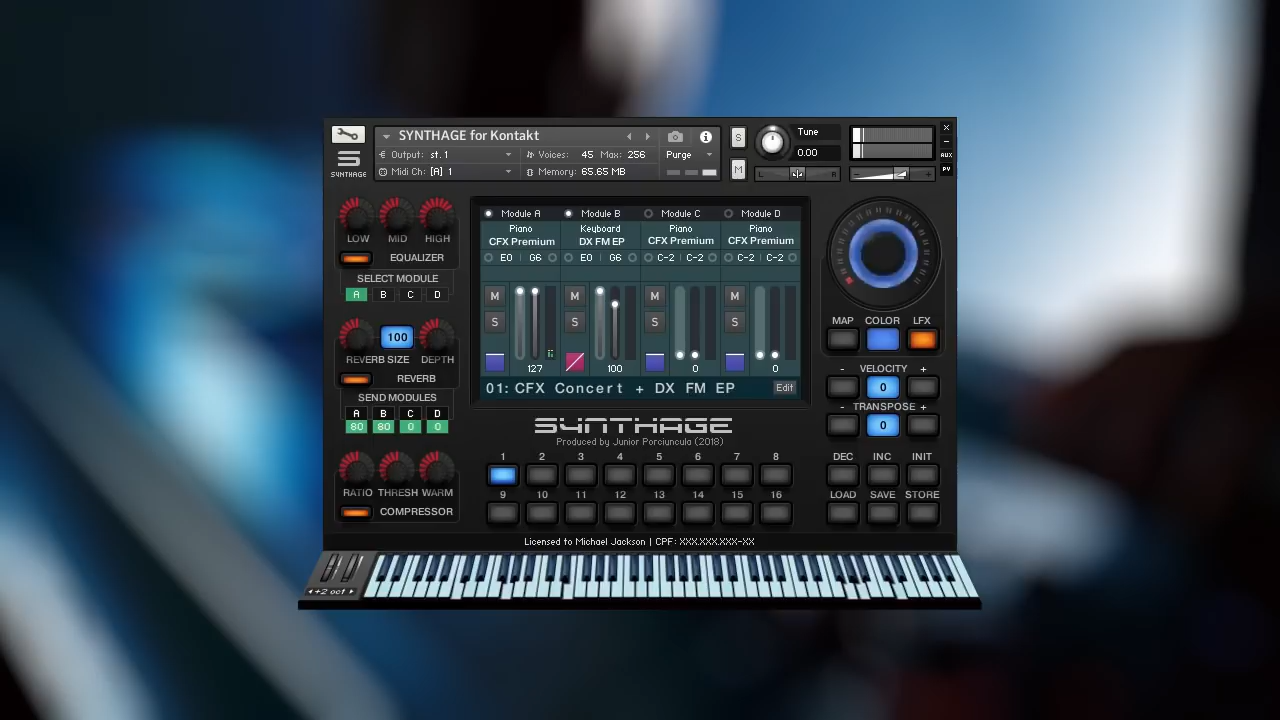 SYNTHAGE for Kontakt
S
SYNTHAGE
Output: st. 1
Voices: 45 Max: 256
Purge
Midi Ch: [A] 1
Memory: 65.65 MB
S
M
Tune
0.00
L R
AUX
PV
LOW MID HIGH
EQUALIZER
SELECT MODULE
A B C D
100
REVERB SIZE DEPTH
REVERB
SEND MODULES
A B C D
80 80 0 0
RATIO THRESH WARM
COMPRESSOR
Module A Module B Module C Module D
Piano Keyboard Piano Piano
CFX Premium DX FM EP CFX Premium CFX Premium
E0 G6 E0 G6 C-2 C-2 C-2 C-2
M M M M
S S S S
127 100 0 0
01: CFX Concert + DX FM EP Edit
SYNTHAGE
Produced by Junior Porciuncula (2018)
1 2 3 4 5 6 7 8
9 10 11 12 13 14 15 16
MAP COLOR LFX
- VELOCITY +
0
- TRANSPOSE +
0
DEC INC INIT
LOAD SAVE STORE
Licensed to Michael Jackson | CPF: XXX.XXX.XXX-XX
+2 oct